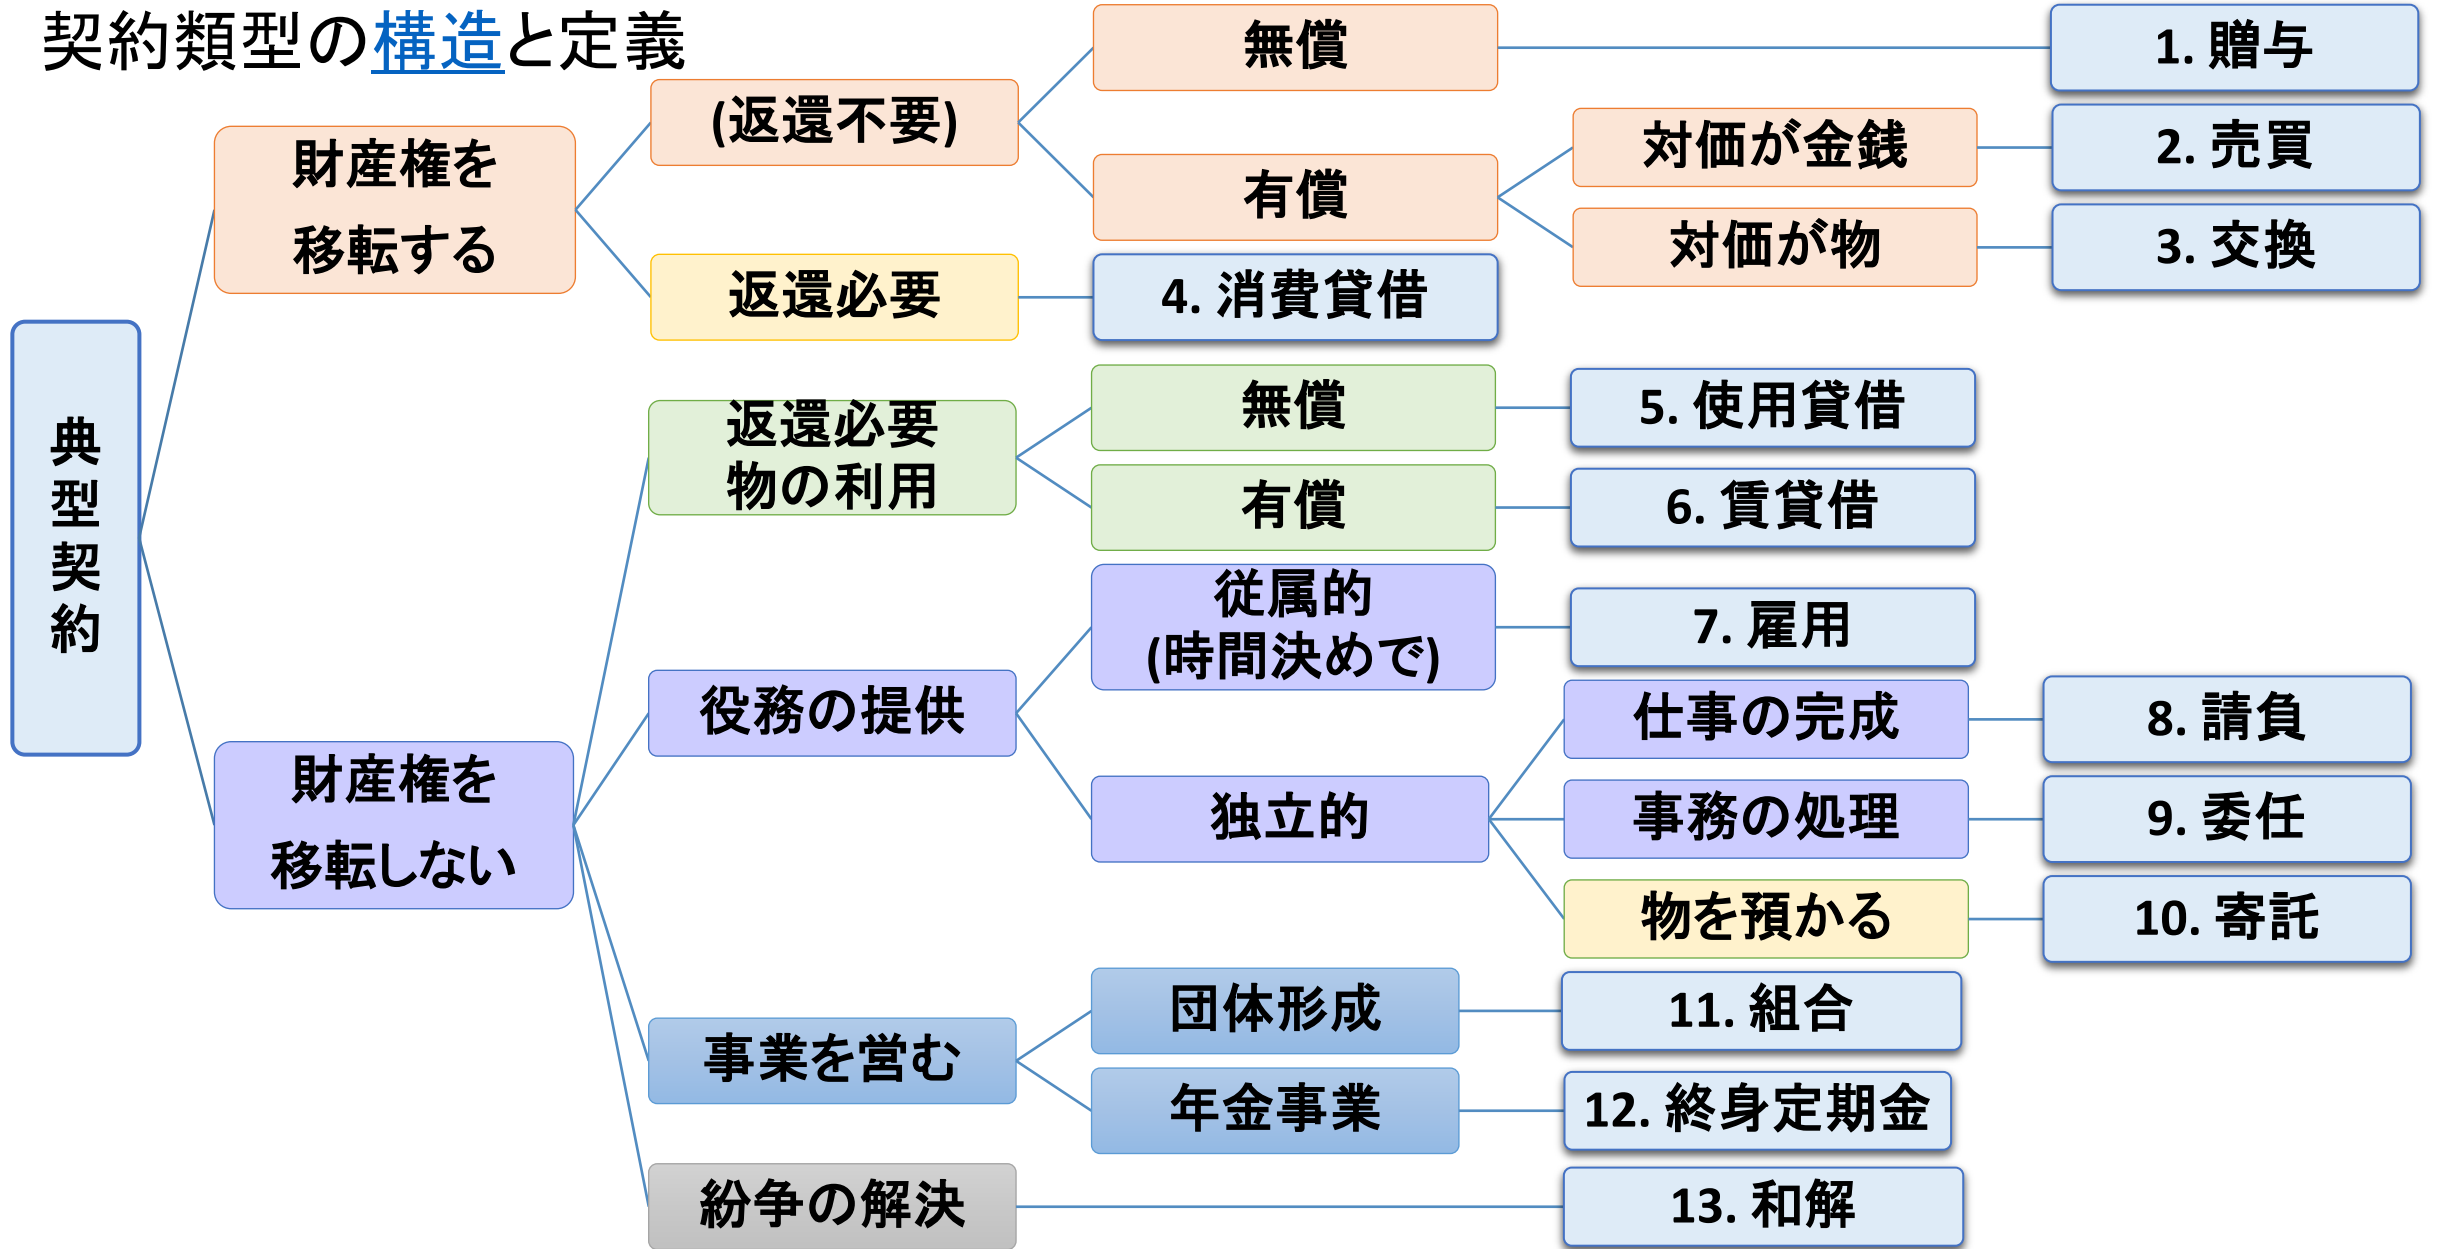 契約類型の構造と定義
典
型
契
約
財産権を
移転する
(返還不要)
無償
1. 贈与
有償
対価が金銭
2. 売買
対価が物
3. 交換
返還必要
4. 消費貸借
財産権を
移転しない
返還必要
物の利用
無償
5. 使用貸借
有償
6. 賃貸借
役務の提供
従属的
(時間決めで)
7. 雇用
独立的
仕事の完成
8. 請負
事務の処理
9. 委任
物を預かる
10. 寄託
事業を営む
団体形成
11. 組合
年金事業
12. 終身定期金
紛争の解決
13. 和解